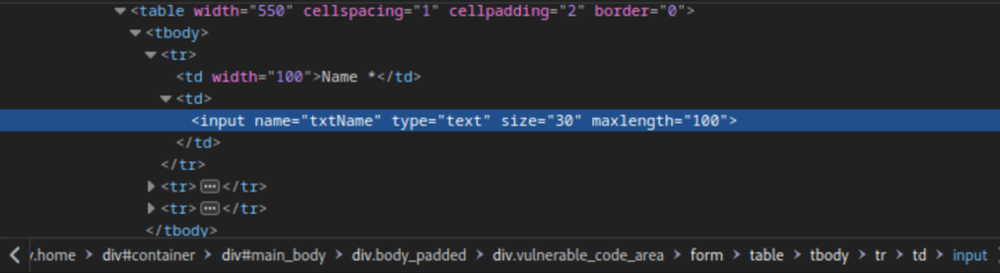 <table width="550" cellspacing="1" cellpadding="2" border="0">
<tbody>
<tr>
<td width="100">Name *</td>
<td>
<input name="txtName" type="text" size="30" maxlength="100">
</td>
</tr>
<tr>…</tr>
<tr>…</tr>
</tbody>
.home > div#container > div#main_body > div.body_padded > div.vulnerable_code_area > form > table > tbody > tr > td > input